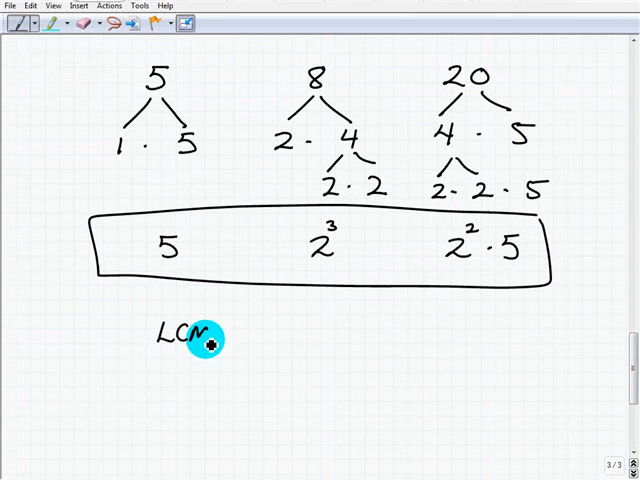 File Edit View Insert Actions Tools Help
5 8 20
1 · 5 2 · 4 4 · 5
2 · 2 2 · 2 · 5
5 2³ 2² · 5
LCM
3/3